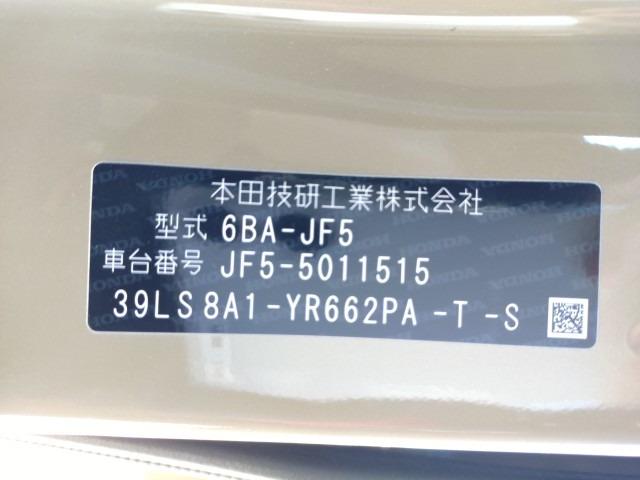 本田技研工業株式会社
型式 6BA-JF5
車台番号 JF5-5011515
39LS8A1-YR662PA-T-S